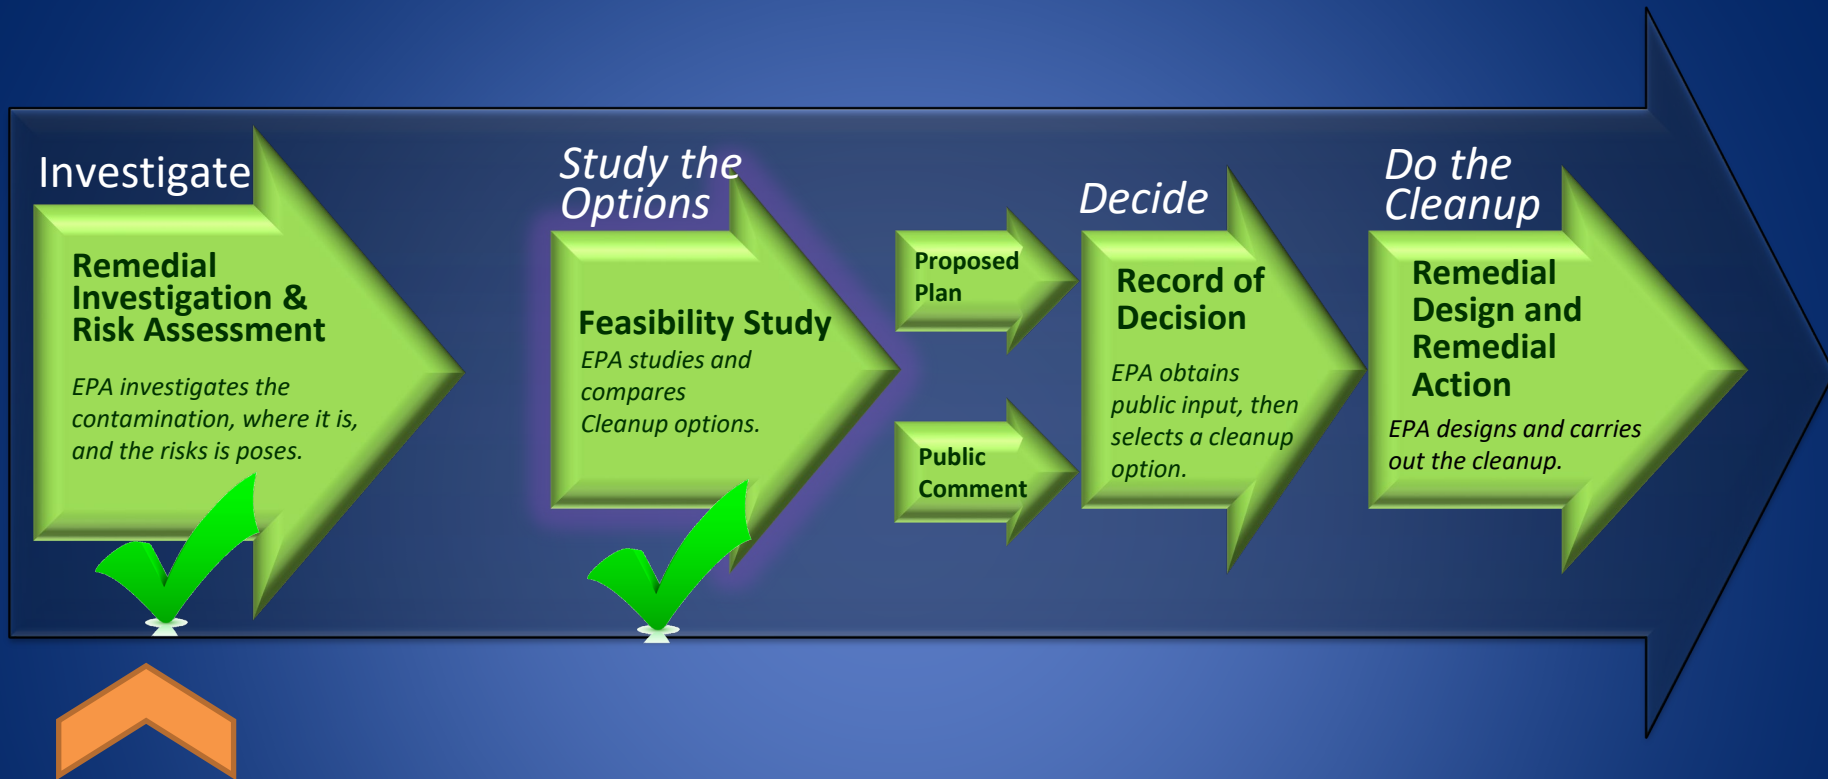 Investigate
Remedial
Investigation &
Risk Assessment
EPA investigates the
contamination, where it is,
and the risks is poses.
Study the
Options
Feasibility Study
EPA studies and
compares
Cleanup options.
Proposed
Plan
Public
Comment
Decide
Record of
Decision
EPA obtains
public input, then
selects a cleanup
option.
Do the
Cleanup
Remedial
Design and
Remedial
Action
EPA designs and carries
out the cleanup.